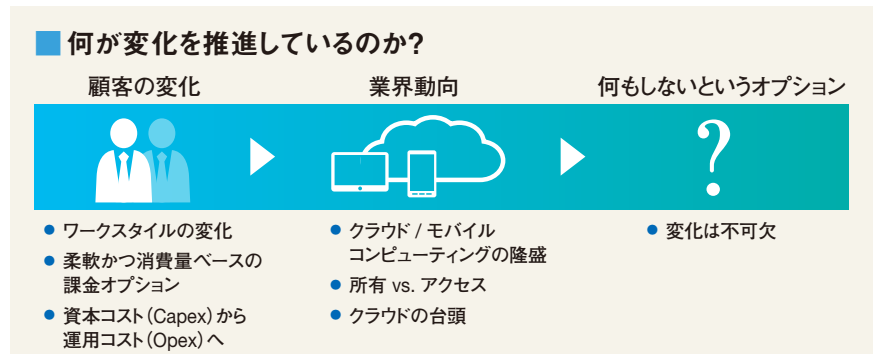 何が変化を推進しているのか?
顧客の変化
業界動向
何もしないというオプション
?
● ワークスタイルの変化
● 柔軟かつ消費量ベースの
課金オプション
● 資本コスト(Capex)から
運用コスト(Opex)へ
● クラウド / モバイル
コンピューティングの隆盛
● 所有 vs. アクセス
● クラウドの台頭
● 変化は不可欠